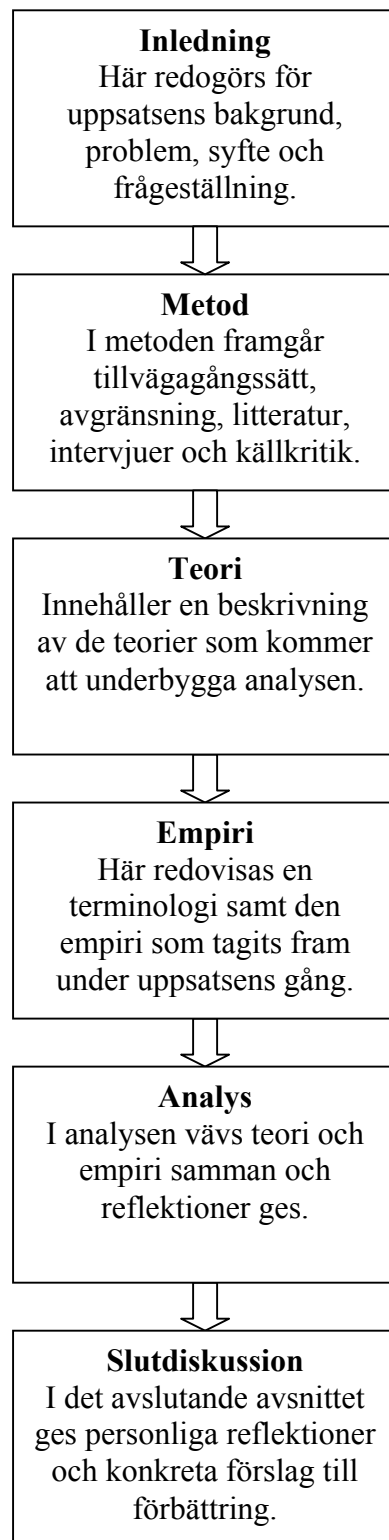 Inledning
Här redogörs för
uppsatsens bakgrund,
problem, syfte och
frågeställning.
Metod
I metoden framgår
tillvägagångssätt,
avgränsning, litteratur,
intervjuer och källkritik.
Teori
Innehåller en beskrivning
av de teorier som kommer
att underbygga analysen.
Empiri
Här redovisas en
terminologi samt den
empiri som tagits fram
under uppsatsens gång.
Analys
I analysen vävs teori och
empiri samman och
reflektioner ges.
Slutdiskussion
I det avslutande avsnittet
ges personliga reflektioner
och konkreta förslag till
förbättring.